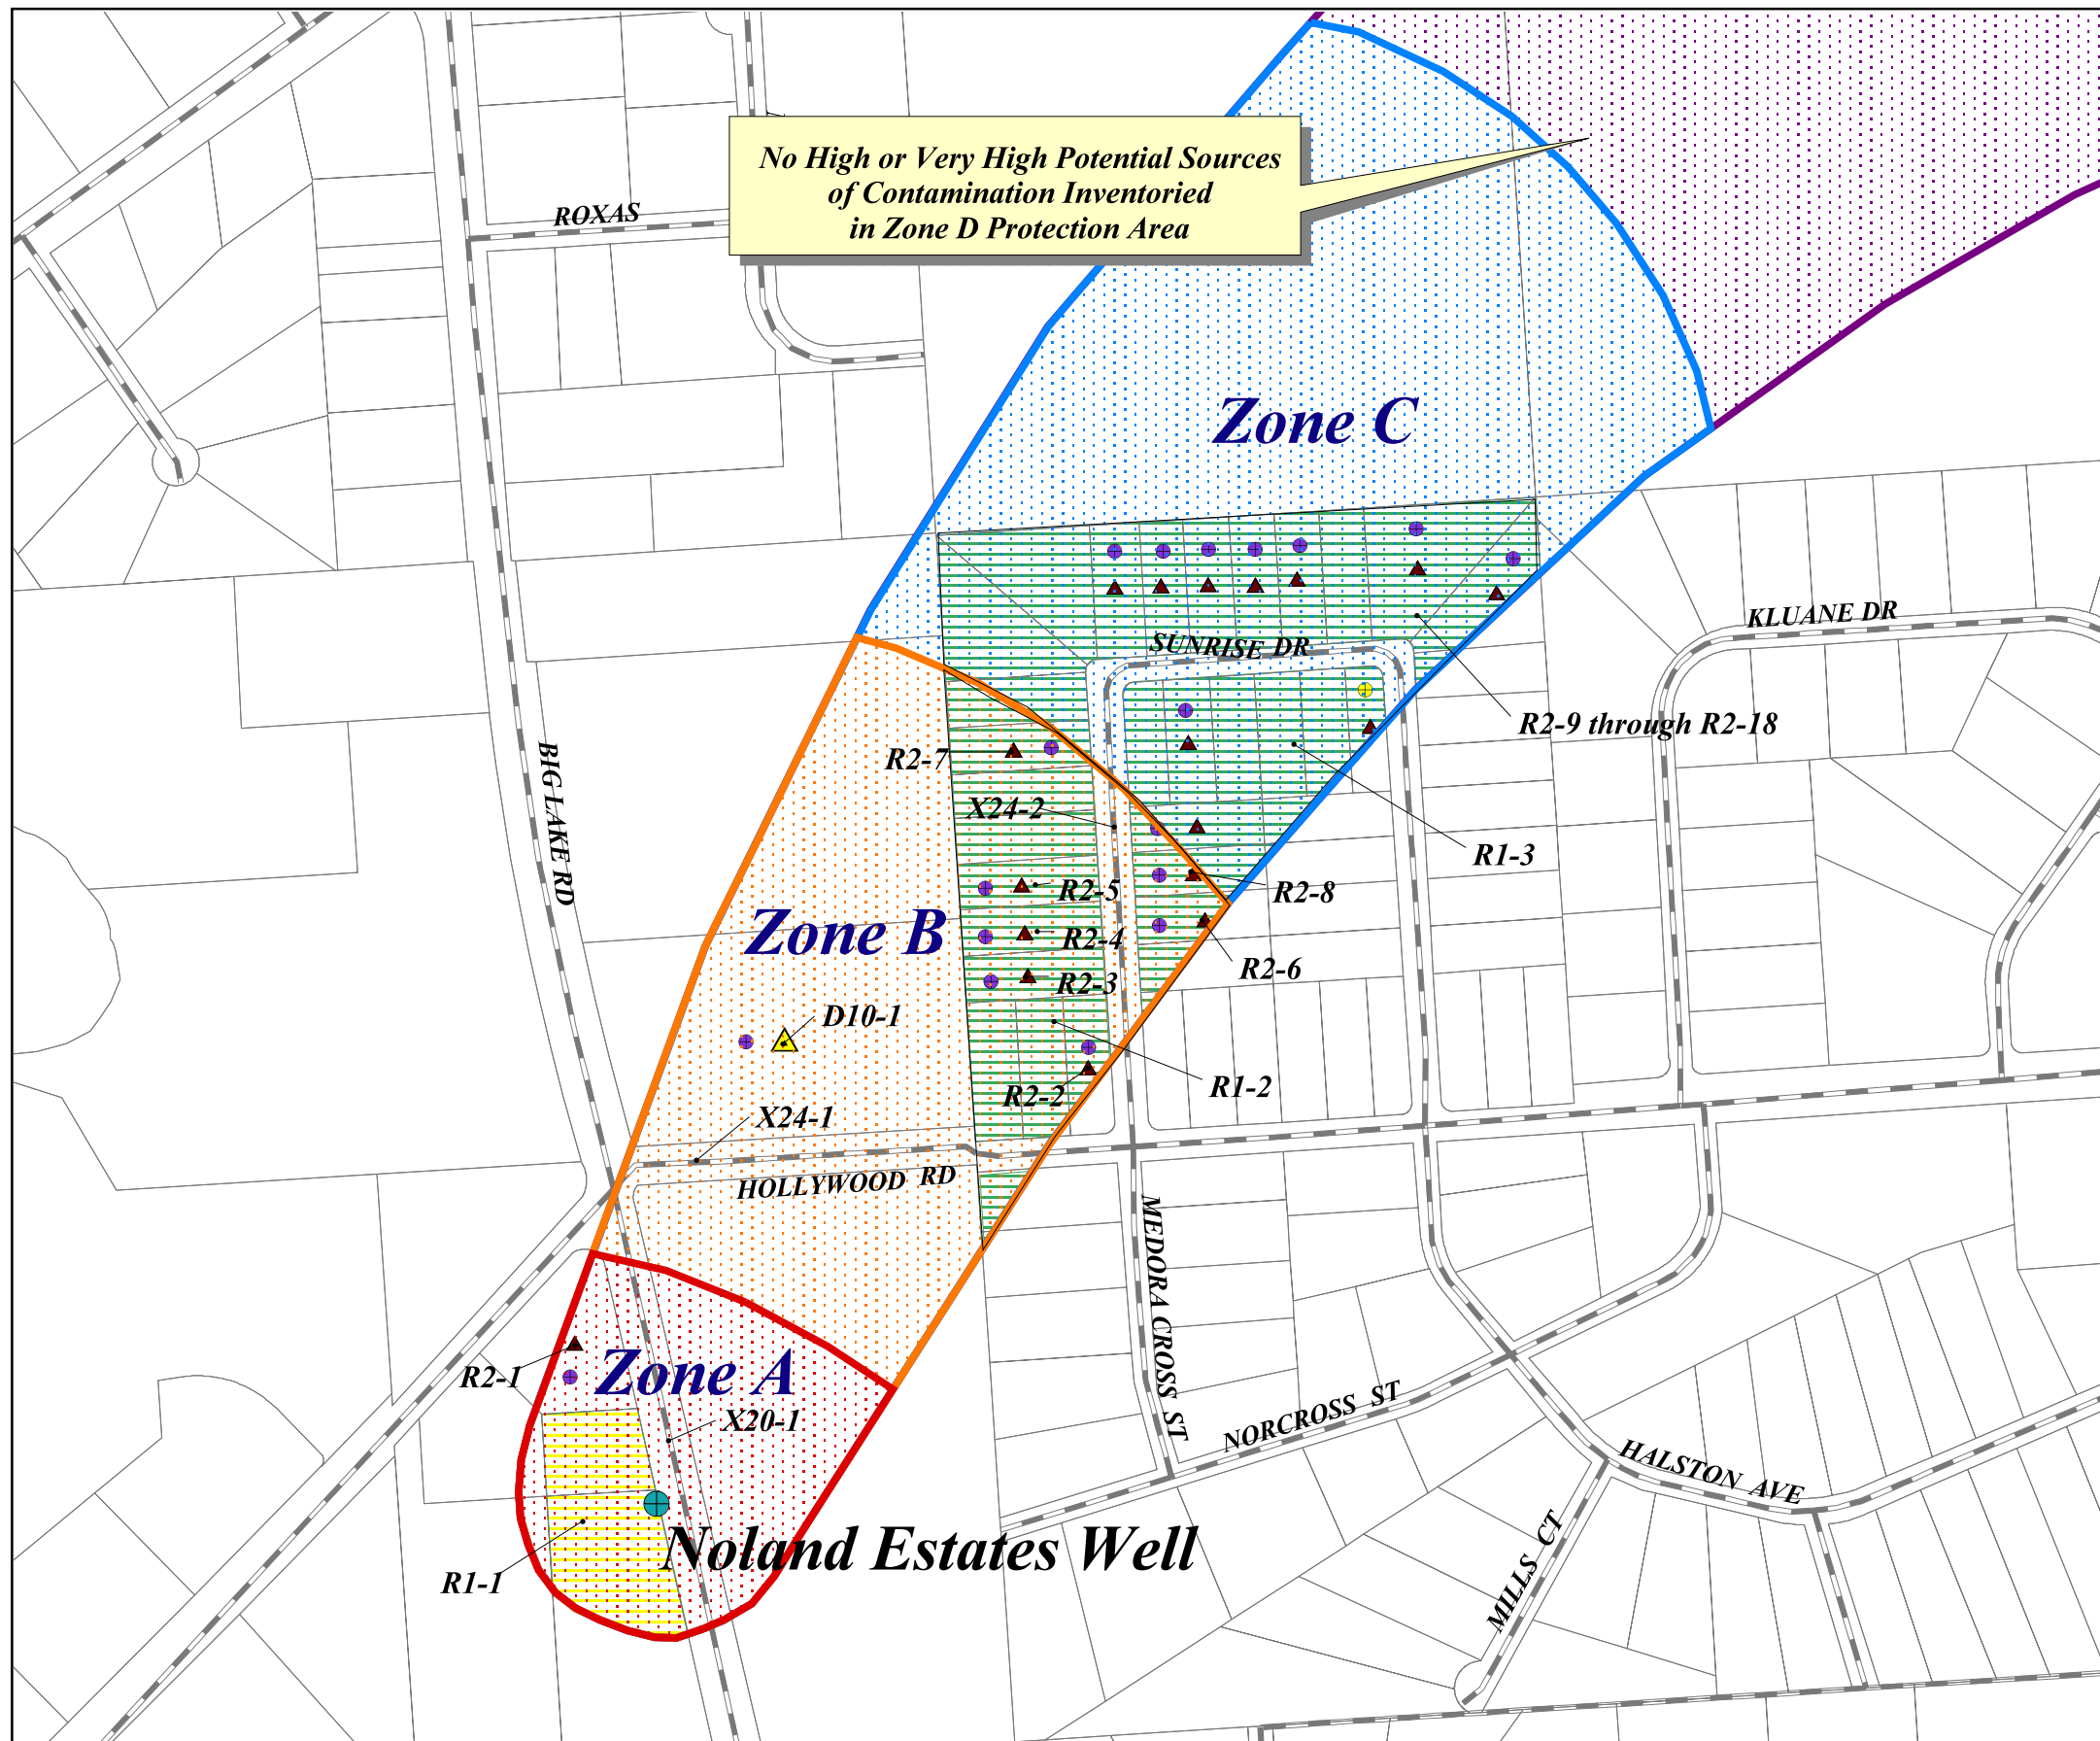 No High or Very High Potential Sources
of Contamination Inventoried
in Zone D Protection Area
ROXAS
Zone C
KLUANE DR
SUNRISE DR
R2-9 through R2-18
R2-7
BIG LAKE RD
X24-2
R1-3
R2-5
R2-8
Zone B
R2-4
R2-6
R2-3
D10-1
R1-2
R2-2
X24-1
HOLLYWOOD RD
MEDORA CROSS ST
R2-1
Zone A
X20-1
NORCROSS ST
HALSTON AVE
Noland Estates Well
MILLS CT
R1-1